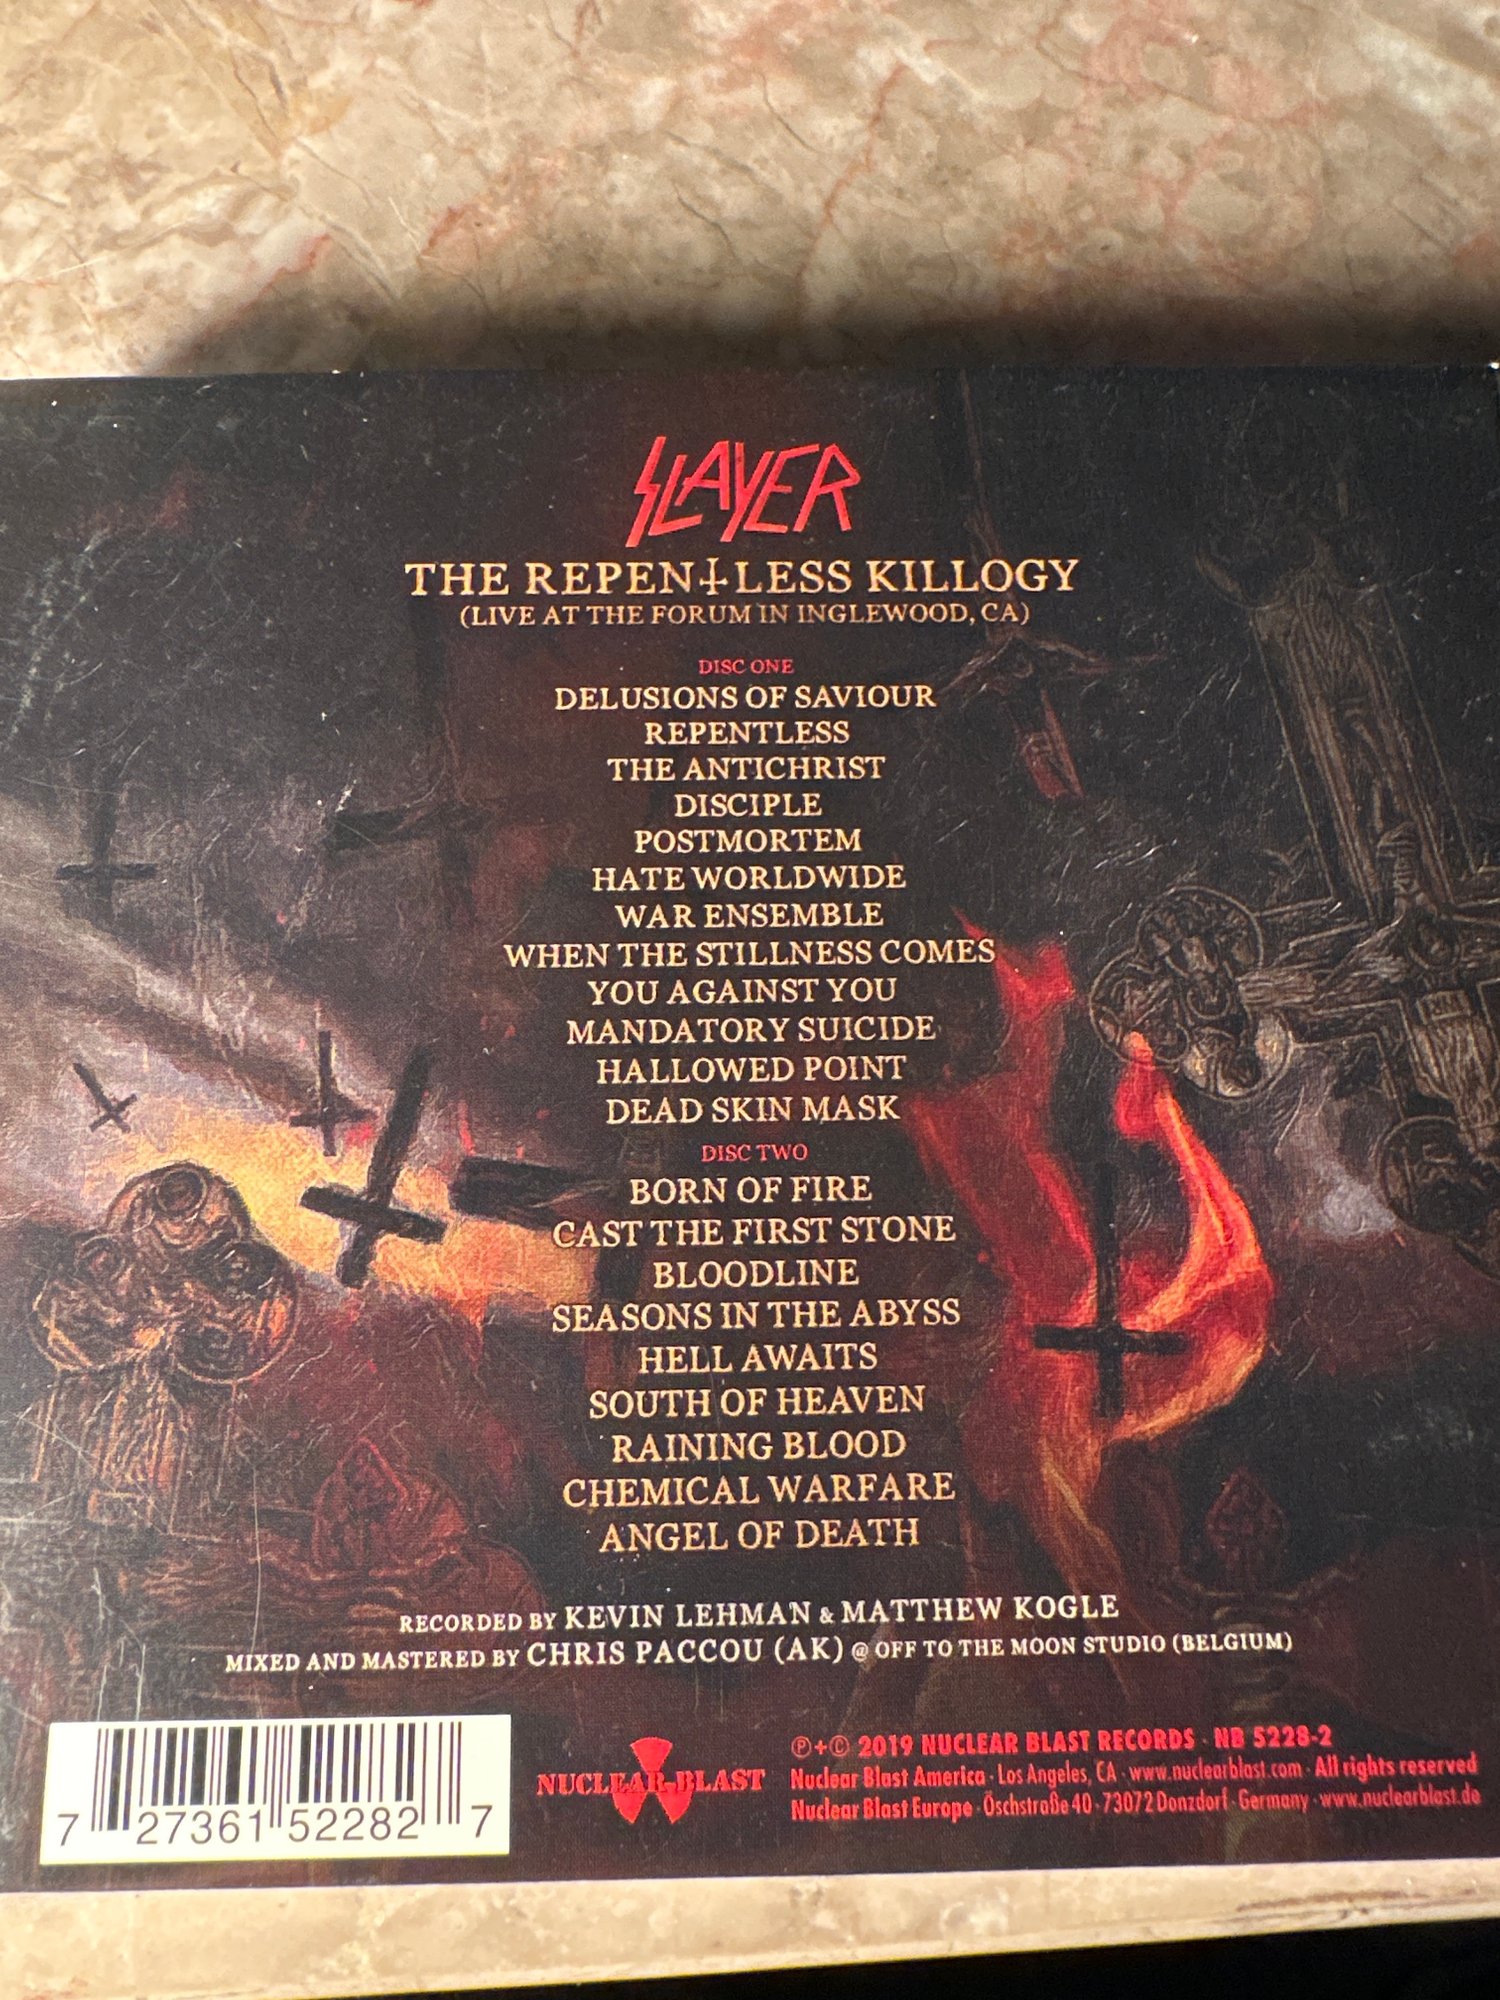 SLAYER
THE REPENTLESS KILLOGY
(LIVE AT THE FORUM IN INGLEWOOD, CA)
DISC ONE
DELUSIONS OF SAVIOUR
REPENTLESS
THE ANTICHRIST
DISCIPLE
POSTMORTEM
HATE WORLDWIDE
WAR ENSEMBLE
WHEN THE STILLNESS COMES
YOU AGAINST YOU
MANDATORY SUICIDE
HALLOWED POINT
DEAD SKIN MASK
DISC TWO
BORN OF FIRE
CAST THE FIRST STONE
BLOODLINE
SEASONS IN THE ABYSS
HELL AWAITS
SOUTH OF HEAVEN
RAINING BLOOD
CHEMICAL WARFARE
ANGEL OF DEATH
RECORDED BY KEVIN LEHMAN & MATTHEW KOGLE
MIXED AND MASTERED BY CHRIS PACCOU (AK) @ OFF TO THE MOON STUDIO (BELGIUM)
7 27361 52282 7
NUCLEAR BLAST
℗+© 2019 NUCLEAR BLAST RECORDS · NB 5228-2
Nuclear Blast America · Los Angeles, CA · www.nuclearblast.com · All rights reserved
Nuclear Blast Europe · Öschstraße 40 · 73072 Donzdorf · Germany · www.nuclearblast.de